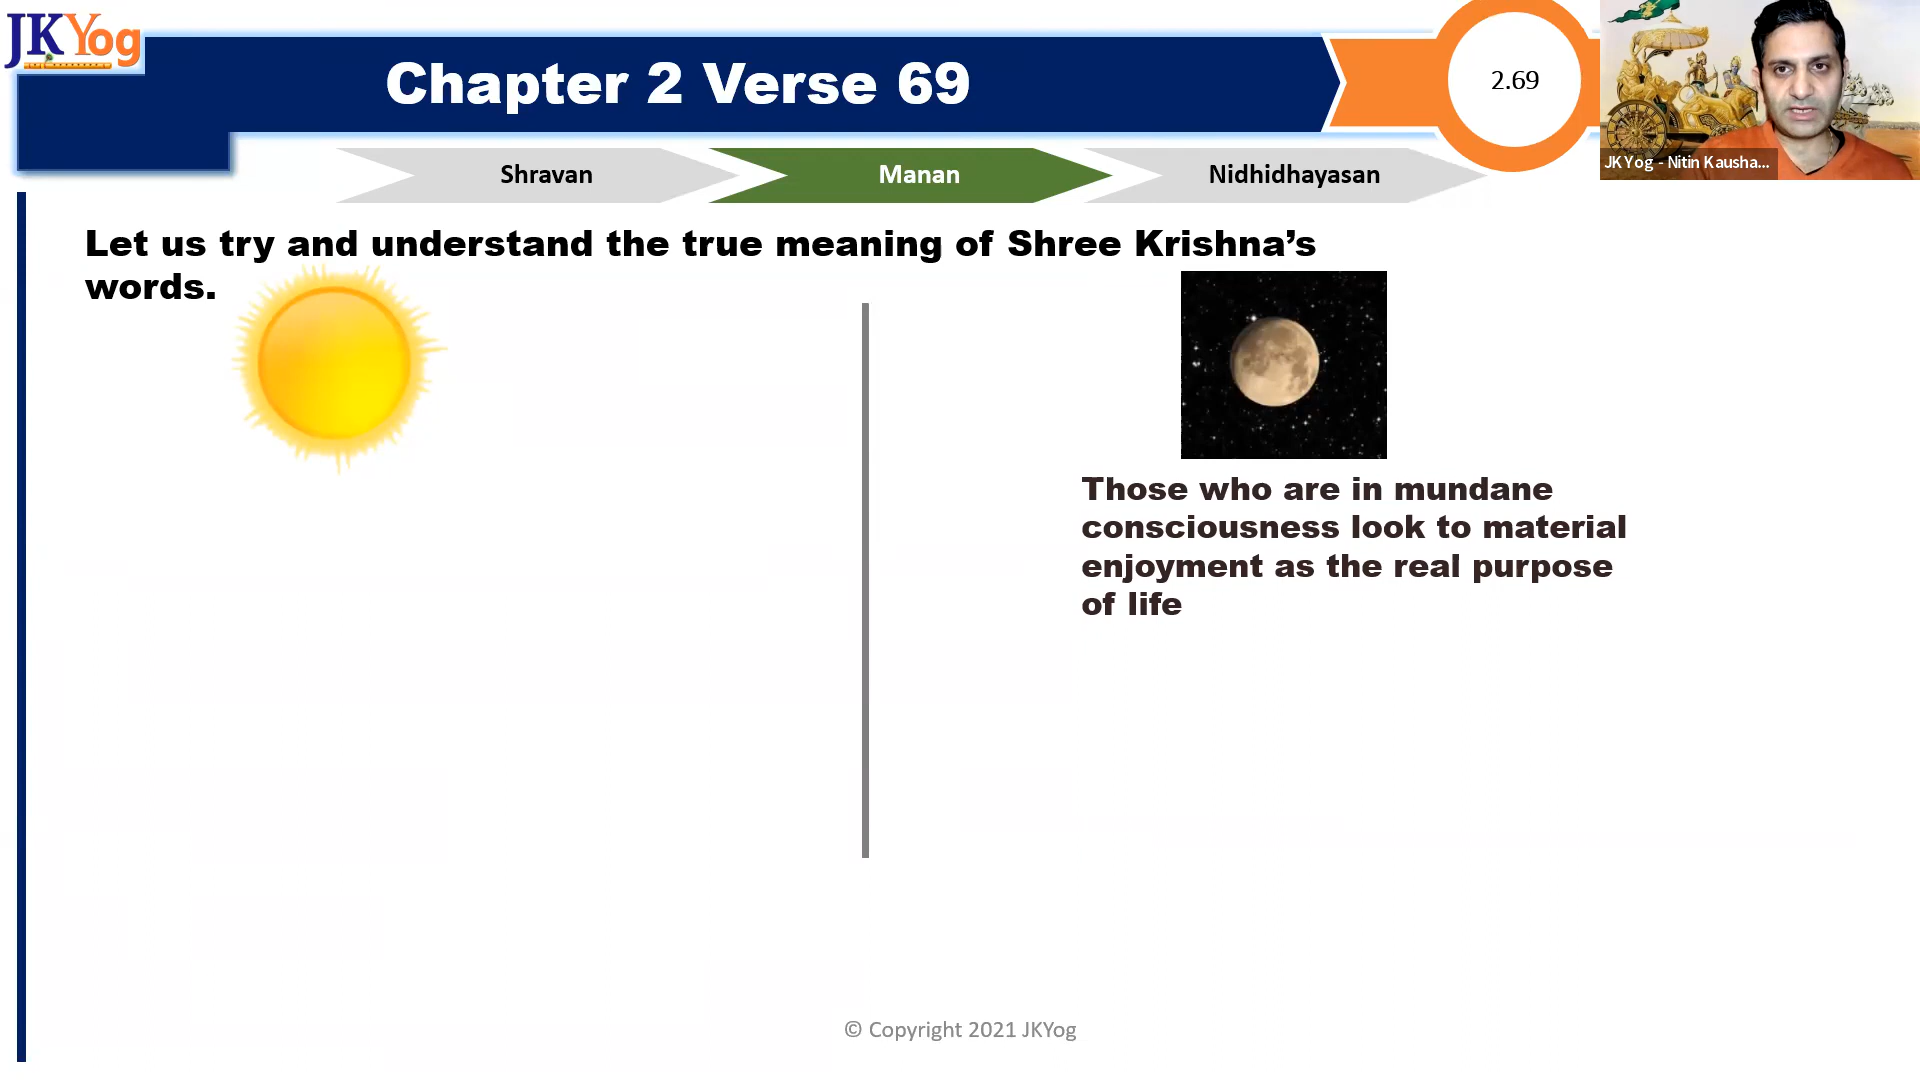 JKYog
Chapter 2 Verse 69
2.69
JK Yog - Nitin Kausha...
Shravan
Manan
Nidhidhayasan
Let us try and understand the true meaning of Shree Krishna’s
words.
Those who are in mundane
consciousness look to material
enjoyment as the real purpose
of life
© Copyright 2021 JKYog